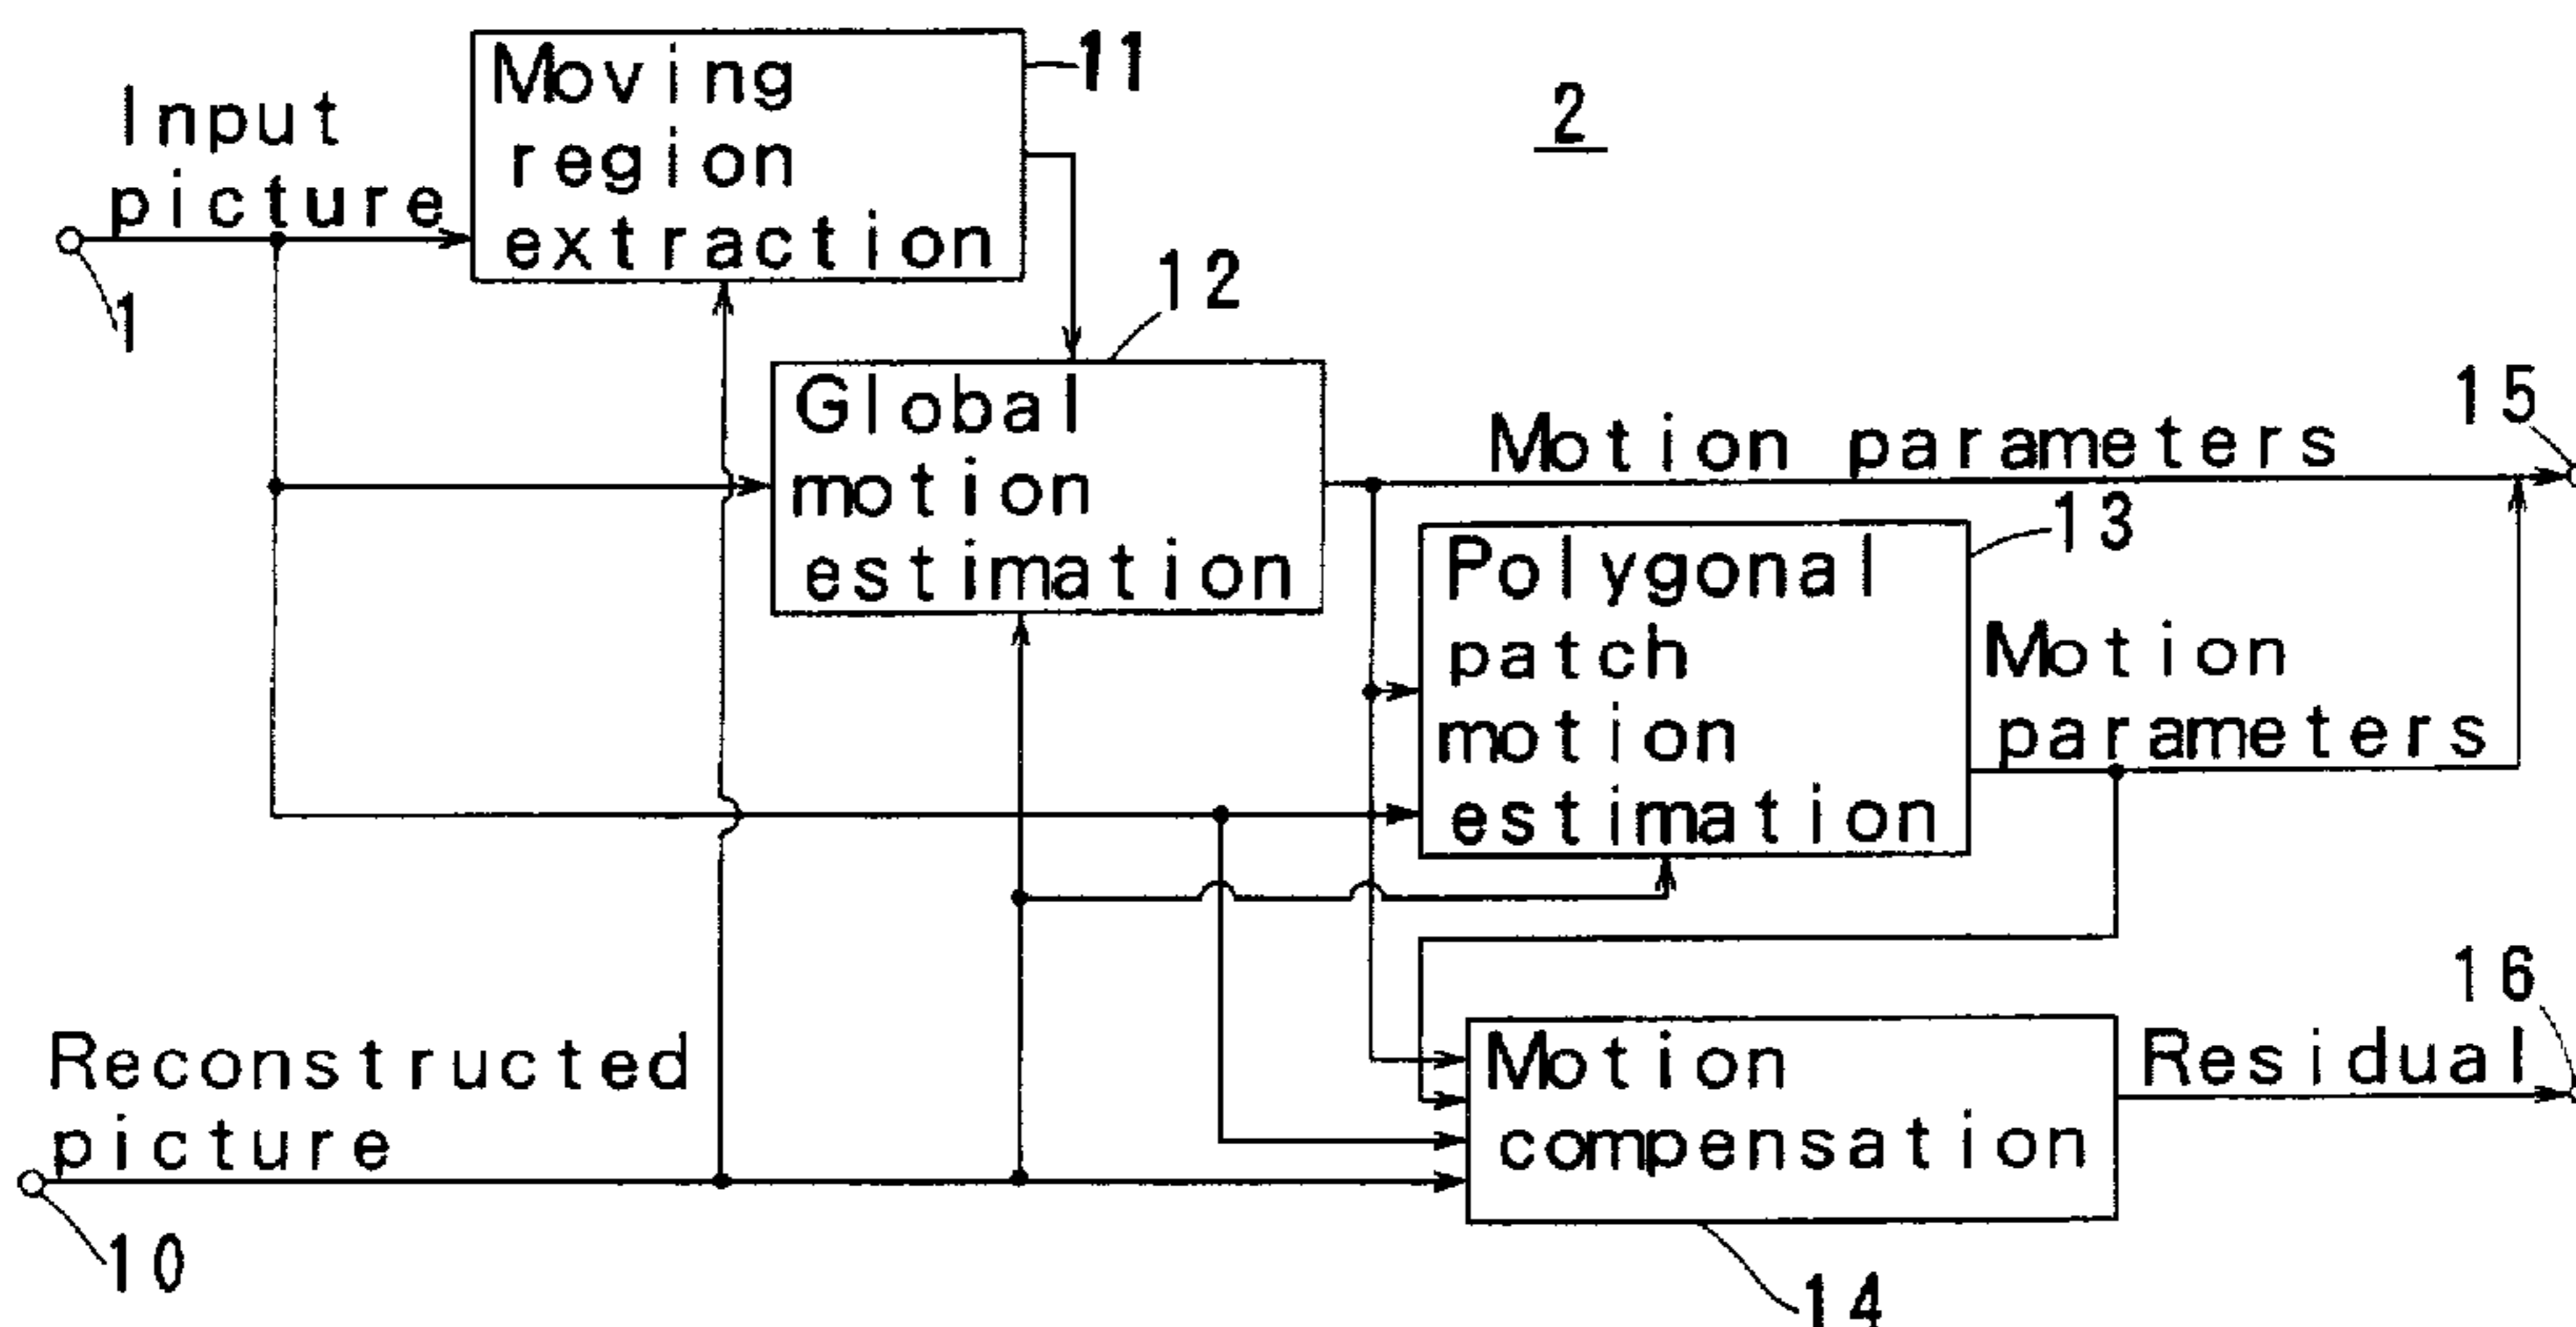 Input
picture
1
Moving
region
extraction
11
2
12
Global
motion
estimation
Motion parameters
15
13
Polygonal
patch
motion
estimation
Motion
parameters
Reconstructed
picture
10
Motion
compensation
14
Residual
16